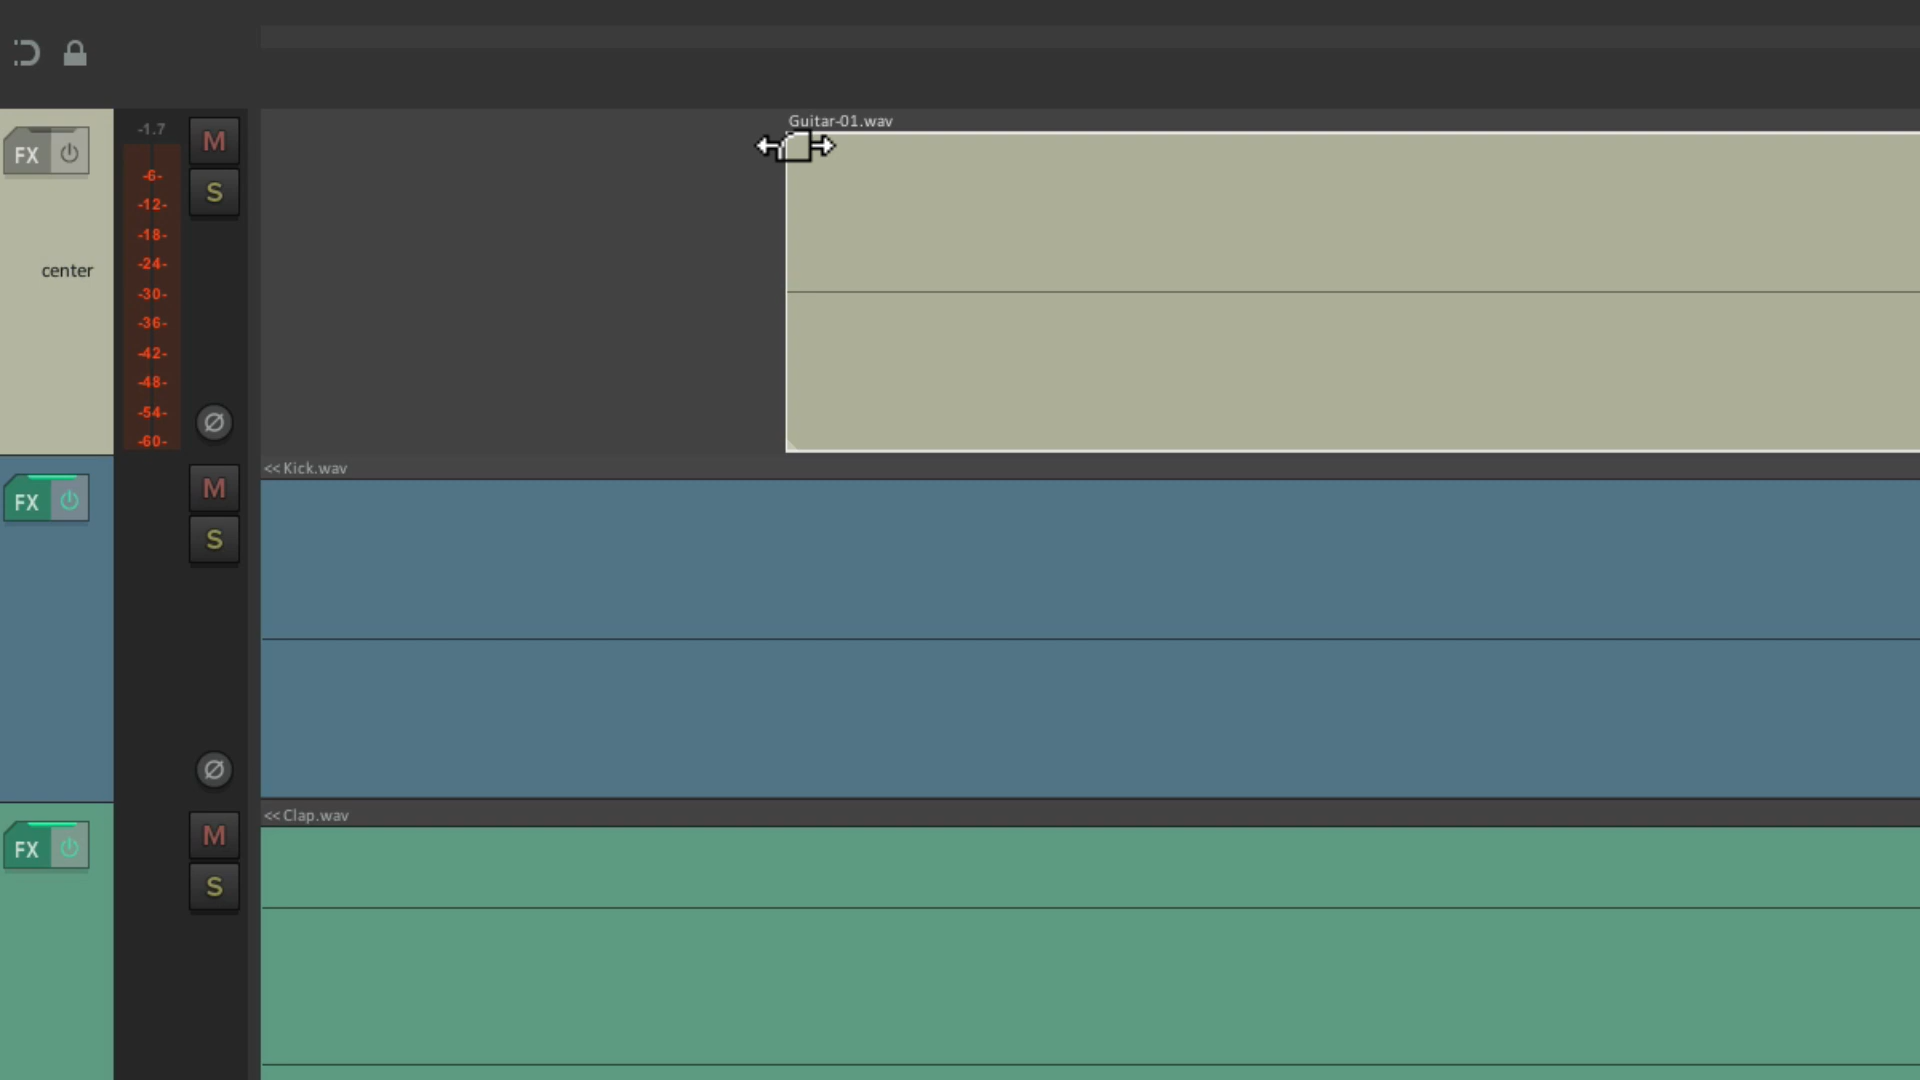 Guitar-01.wav
FX
-1.7
M
-6-
S
-12-
-18-
-24-
center
-30-
-36-
-42-
-48-
-54-
Ø
-60-
<< Kick.wav
FX
M
S
Ø
<< Clap.wav
FX
M
S